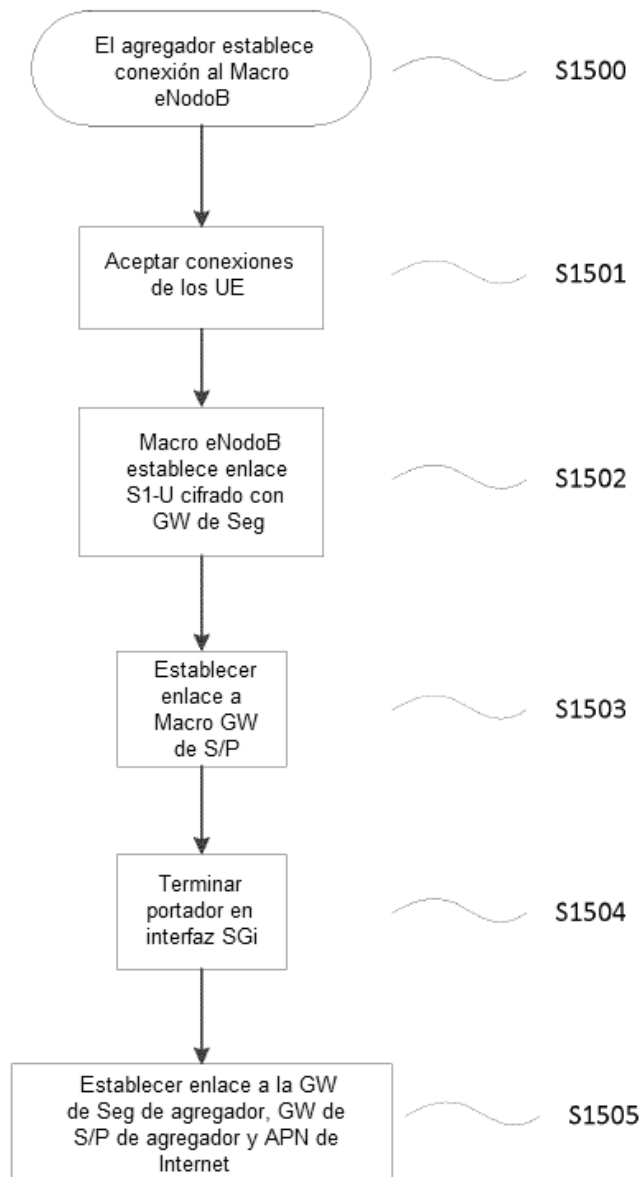 El agregador establece
conexión al Macro
eNodoB
S1500
Aceptar conexiones
de los UE
S1501
Macro eNodoB
establece enlace
S1-U cifrado con
GW de Seg
S1502
Establecer
enlace a
Macro GW
de S/P
S1503
Terminar
portador en
interfaz SGi
S1504
Establecer enlace a la GW
de Seg de agregador, GW de
S/P de agregador y APN de
Internet
S1505